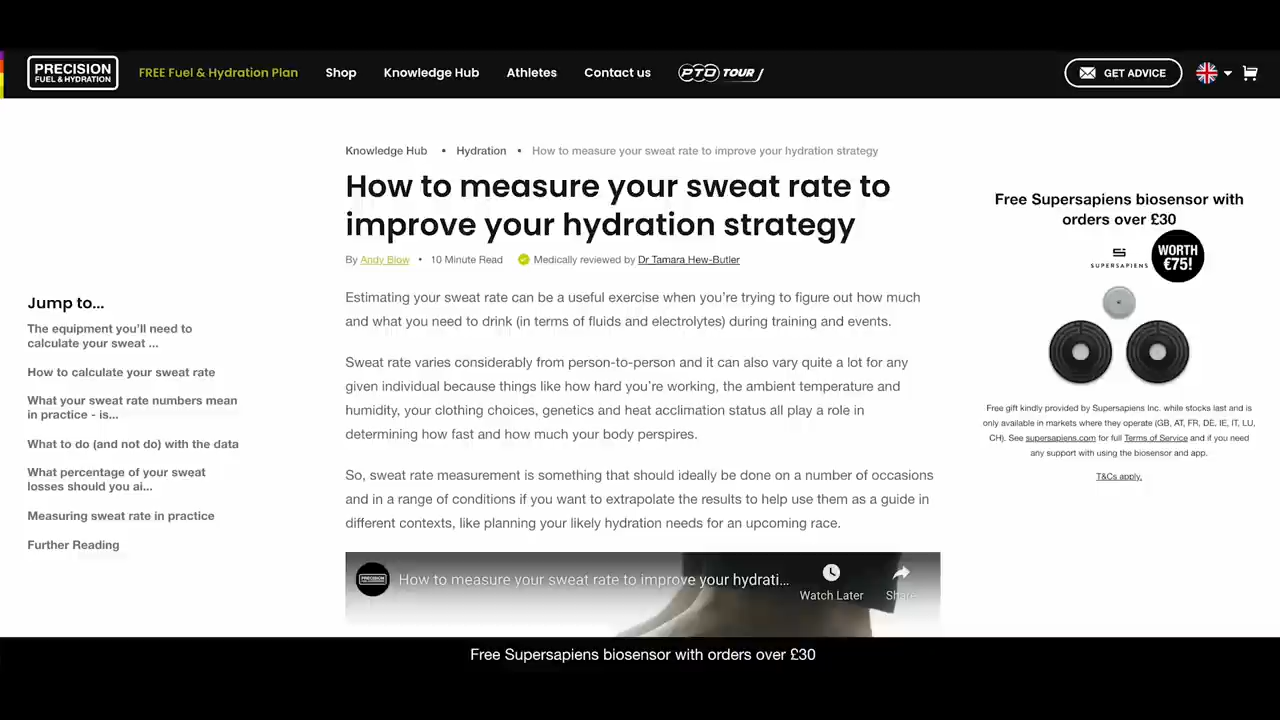 PRECISION
FUEL & HYDRATION
FREE Fuel & Hydration Plan
Shop
Knowledge Hub
Athletes
Contact us
PTO TOUR
GET ADVICE
Knowledge Hub • Hydration • How to measure your sweat rate to improve your hydration strategy
How to measure your sweat rate to
improve your hydration strategy
By Andy Blow • 10 Minute Read Medically reviewed by Dr Tamara Hew-Butler
Jump to...
The equipment you'll need to
calculate your sweat ...
How to calculate your sweat rate
What your sweat rate numbers mean
in practice - is...
What to do (and not do) with the data
What percentage of your sweat
losses should you ai...
Measuring sweat rate in practice
Further Reading
Estimating your sweat rate can be a useful exercise when you're trying to figure out how much
and what you need to drink (in terms of fluids and electrolytes) during training and events.
Sweat rate varies considerably from person-to-person and it can also vary quite a lot for any
given individual because things like how hard you're working, the ambient temperature and
humidity, your clothing choices, genetics and heat acclimation status all play a role in
determining how fast and how much your body perspires.
So, sweat rate measurement is something that should ideally be done on a number of occasions
and in a range of conditions if you want to extrapolate the results to help use them as a guide in
different contexts, like planning your likely hydration needs for an upcoming race.
PRECISION
FUEL & HYDRATION
How to measure your sweat rate to improve your hydrati...
Watch Later
Share
Free Supersapiens biosensor with
orders over £30
SUPERSAPIENS
WORTH
€75!
Free gift kindly provided by Supersapiens Inc. while stocks last and is
only available in markets where they operate (GB, AT, FR, DE, IE, IT, LU,
CH). See supersapiens.com for full Terms of Service and if you need
any support with using the biosensor and app.
T&Cs apply.
Free Supersapiens biosensor with orders over £30